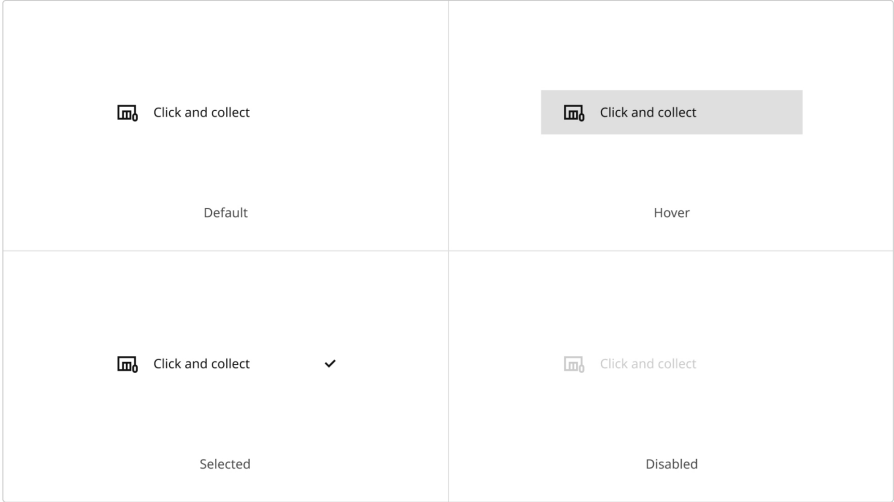 Click and collect
Default
Click and collect
Hover
Click and collect
Selected
Click and collect
Disabled